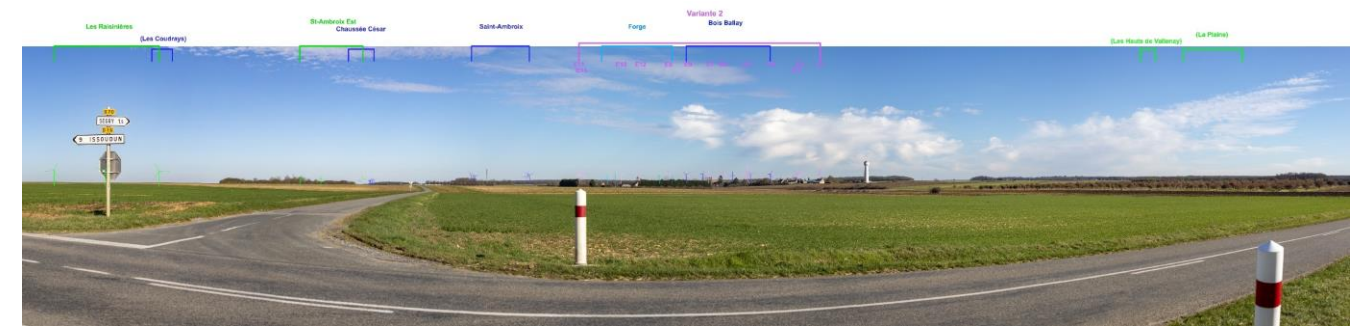 Variante 2
Les Raisinières
St-Ambroix Est
Chaussée César
Saint-Ambroix
Forge
Bois Ballay
(Les Coudrays)
(Les Hauts de Vallenay)
(La Plaine)
SEGRY
9 ISSOUDUN